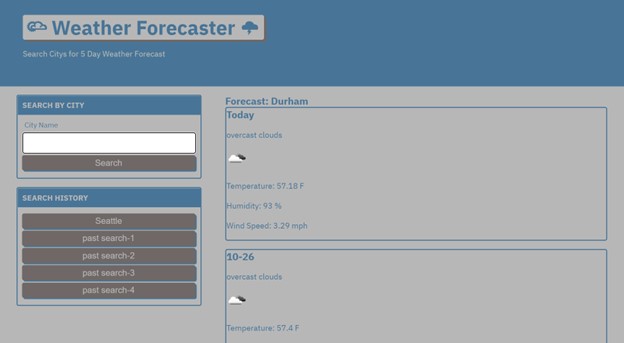 Weather Forecaster
Search Citys for 5 Day Weather Forecast
SEARCH BY CITY
City Name
Search
SEARCH HISTORY
Seattle
past search-1
past search-2
past search-3
past search-4
Forecast: Durham
Today
overcast clouds
Temperature: 57.18 F
Humidity: 93 %
Wind Speed: 3.29 mph
10-26
overcast clouds
Temperature: 57.4 F